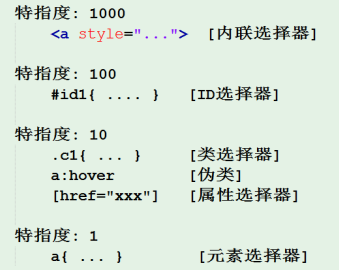 特指度: 1000
<a style="..."> [内联选择器]
特指度: 100
#id1{ .... } [ID选择器]
特指度: 10
.c1{ ... } [类选择器]
a:hover [伪类]
[href="xxx"] [属性选择器]
特指度: 1
a{ ... } [元素选择器]